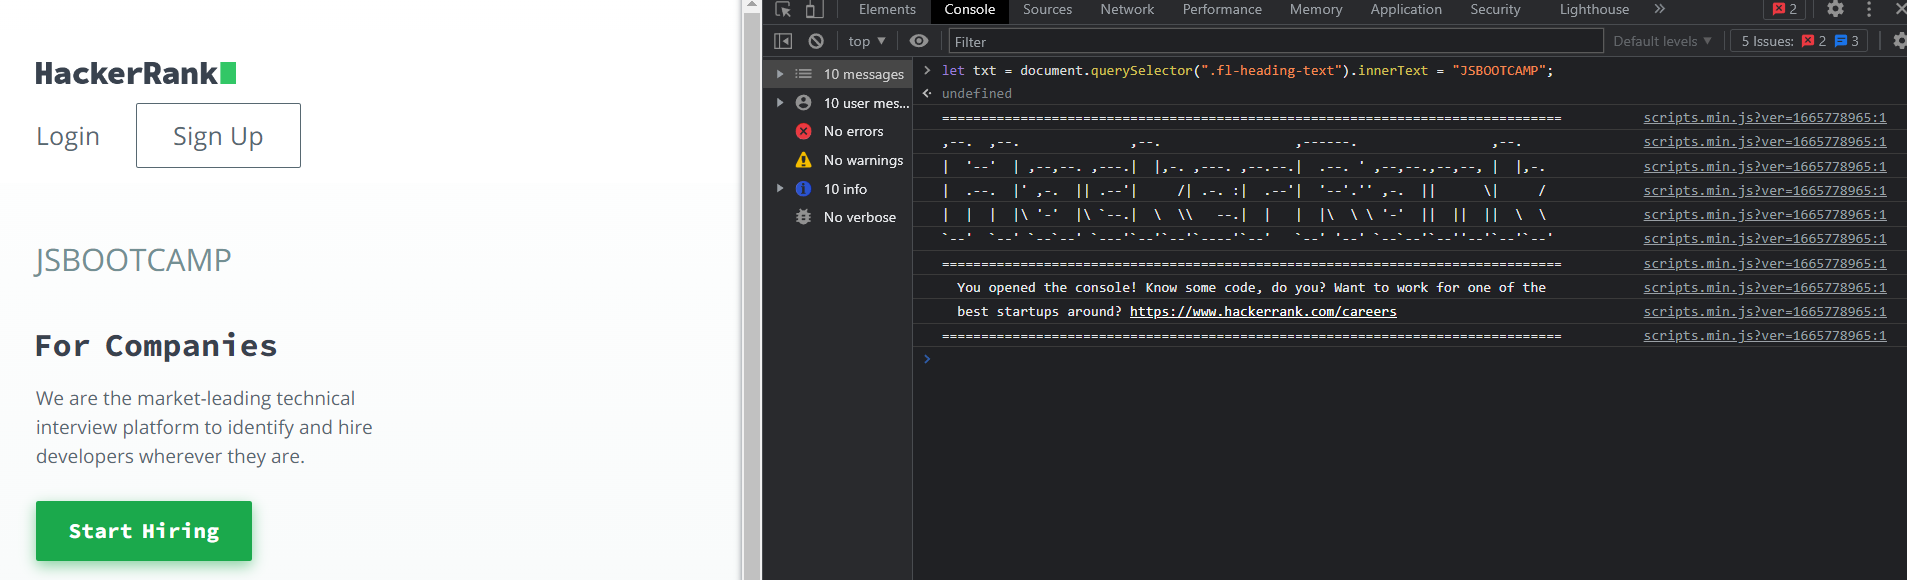 HackerRank
Login
Sign Up
JSBOOTCAMP
For Companies
We are the market-leading technical
interview platform to identify and hire
developers wherever they are.
Start Hiring
Elements Console Sources Network Performance Memory Application Security Lighthouse » 2
top ▼ Filter Default levels ▼ 5 Issues: 2 3
10 messages
10 user mes...
No errors
No warnings
10 info
No verbose
> let txt = document.querySelector(".fl-heading-text").innerText = "JSBOOTCAMP";
undefined
================================================================================ scripts.min.js?ver=1665778965:1
scripts.min.js?ver=1665778965:1
scripts.min.js?ver=1665778965:1
scripts.min.js?ver=1665778965:1
scripts.min.js?ver=1665778965:1
scripts.min.js?ver=1665778965:1
================================================================================ scripts.min.js?ver=1665778965:1
You opened the console! Know some code, do you? Want to work for one of the scripts.min.js?ver=1665778965:1
best startups around? https://www.hackerrank.com/careers scripts.min.js?ver=1665778965:1
================================================================================ scripts.min.js?ver=1665778965:1
>